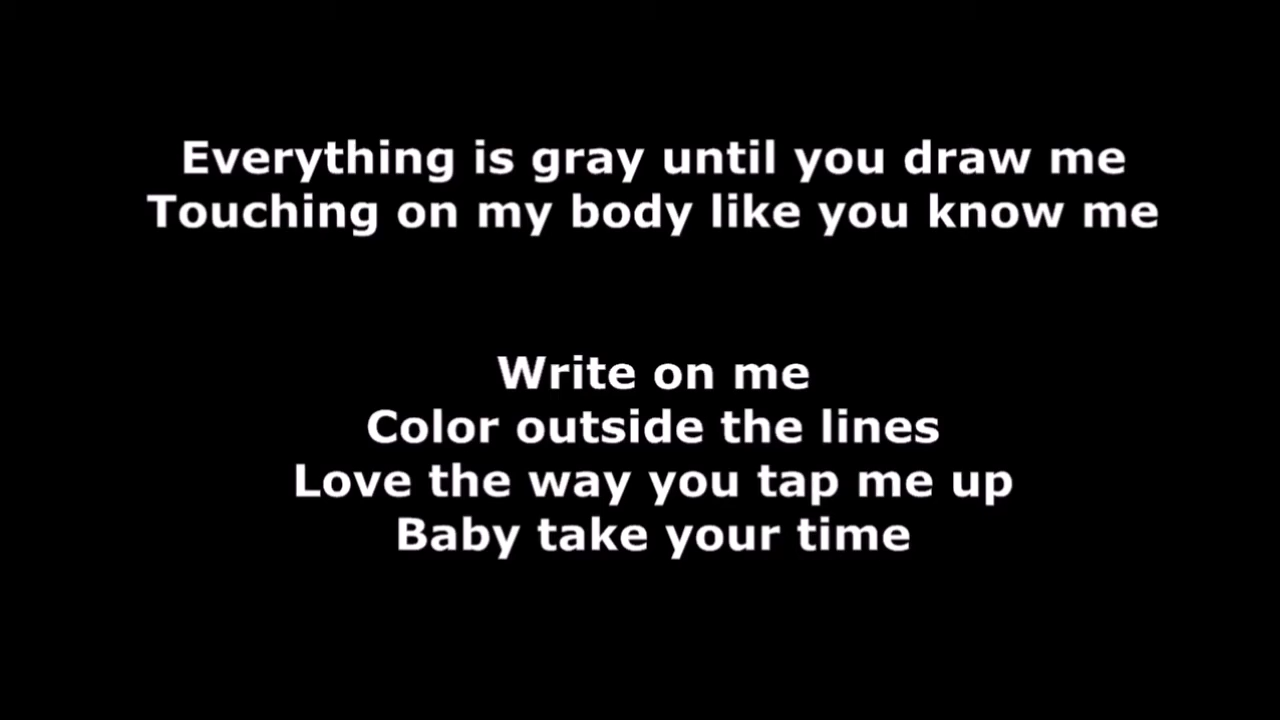 Everything is gray until you draw me
Touching on my body like you know me
Write on me
Color outside the lines
Love the way you tap me up
Baby take your time